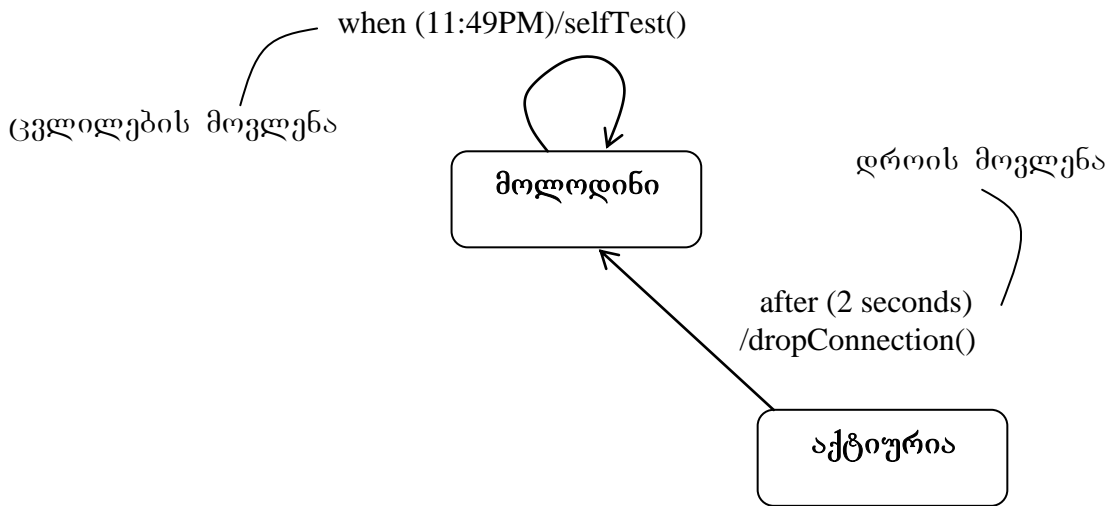 when (11:49PM)/selfTest()
ცვლილების მოვლენა
მოლოდინი
დროის მოვლენა
after (2 seconds)
/dropConnection()
აქტიურია